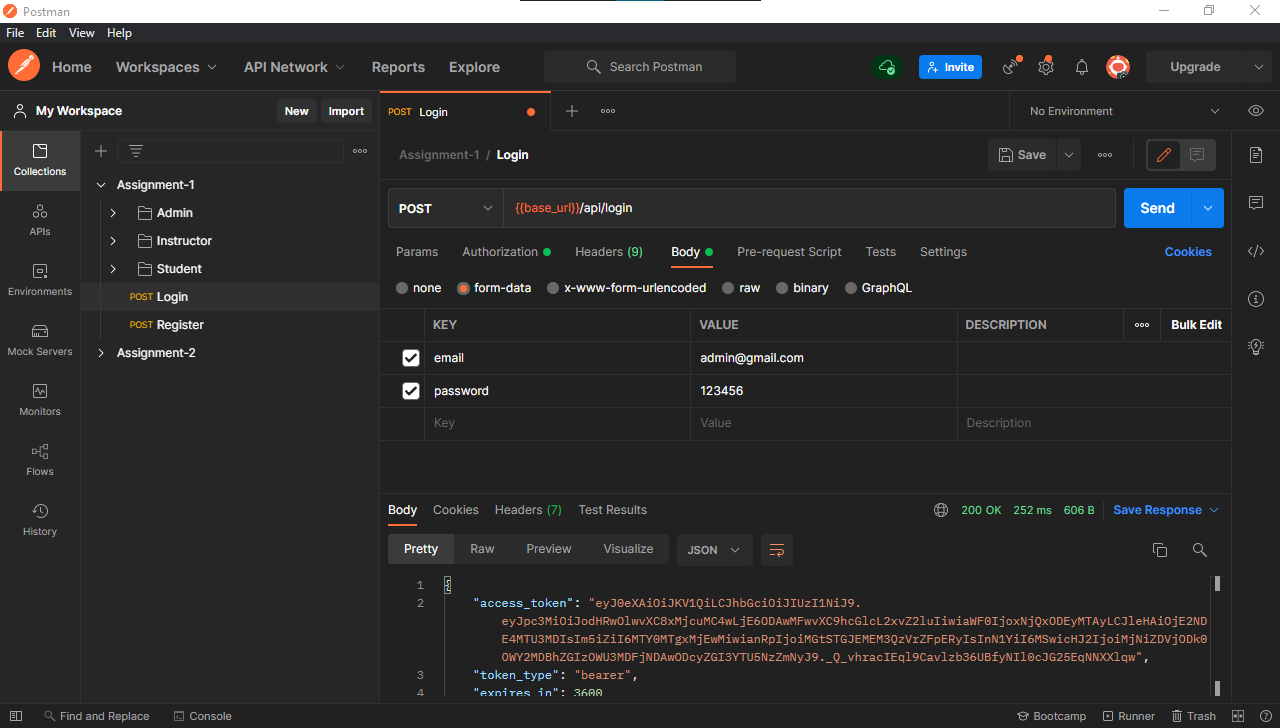 Postman
File Edit View Help
Home Workspaces API Network Reports Explore Search Postman Invite Upgrade
My Workspace New Import POST Login No Environment
Collections
APIs
Environments
Mock Servers
Monitors
Flows
History
Assignment-1
Admin
Instructor
Student
POST Login
POST Register
Assignment-2
Assignment-1 / Login Save
POST {{base_url}}/api/login Send
Params Authorization Headers (9) Body Pre-request Script Tests Settings Cookies
none form-data x-www-form-urlencoded raw binary GraphQL
KEY VALUE DESCRIPTION Bulk Edit
email admin@gmail.com
password 123456
Key Value Description
Body Cookies Headers (7) Test Results 200 OK 252 ms 606 B Save Response
Pretty Raw Preview Visualize JSON
1 {
2 "access_token": "eyJ0eXAiOiJKV1QiLCJhbGciOiJIUzI1NiJ9.
eyJpc3MiOiJodHRwOlwvXC8xMjcuMC4wLjE6ODAwMFwvXC9hcGlcL2xvZ2luIiwiaWF0IjoxNjQxODEyMTAyLCJleHAiOjE2ND
E4MTU3MDIsIm5iZiI6MTY0MTgxMjEwMiwianRpIjoiMGtSTGJEMEM3QzVrZFpERyIsInN1YiI6MSwicHJ2IjoiMjNiZDVjODk0
OWY2MDBhZGIzOWU3MDFjNDAwODcyZGI3YTU5NzZmNyJ9._Q_vhracIEql9Cavlzb36UBfyNIl0cJG25EqNNXXlqw",
3 "token_type": "bearer",
4 "expires_in": 3600
Find and Replace Console Bootcamp Runner Trash